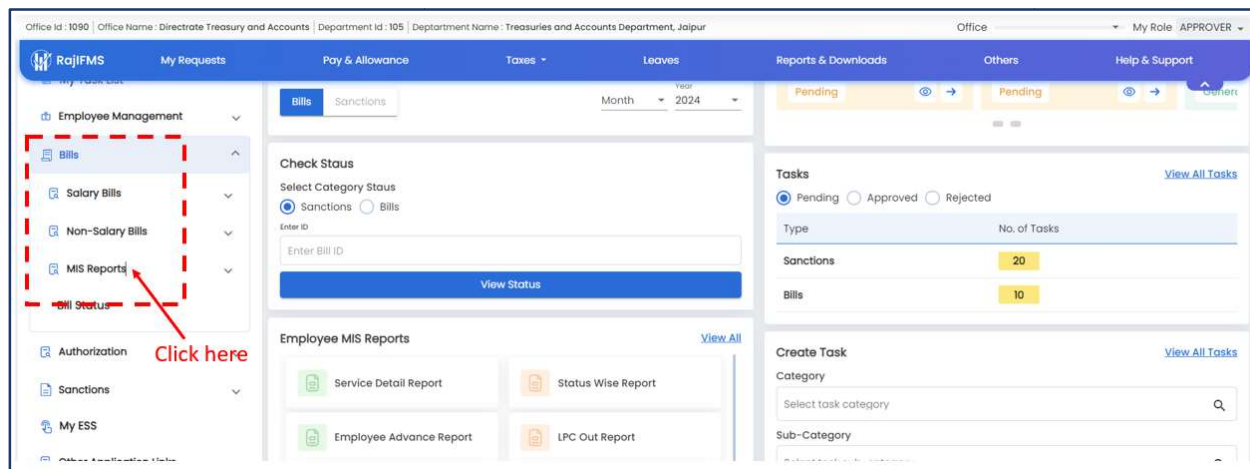 Office Id : 1090 | Office Name : Directrate Treasury and Accounts | Department Id : 105 | Deptartment Name : Treasuries and Accounts Department, Jaipur
Office
My Role APPROVER
RajIFMS
My Requests
Pay & Allowance
Taxes
Leaves
Reports & Downloads
Others
Help & Support
My Task List
Employee Management
Bills
Salary Bills
Non-Salary Bills
MIS Reports
Bill Status
Authorization
Click here
Sanctions
My ESS
Other Application Links
Bills
Sanctions
Month
Year
2024
Check Staus
Select Category Staus
Sanctions
Bills
Enter ID
Enter Bill ID
View Status
Employee MIS Reports
View All
Service Detail Report
Status Wise Report
Employee Advance Report
LPC Out Report
Pending
Pending
Tasks
View All Tasks
Pending
Approved
Rejected
Type
No. of Tasks
Sanctions
20
Bills
10
Create Task
View All Tasks
Category
Select task category
Sub-Category